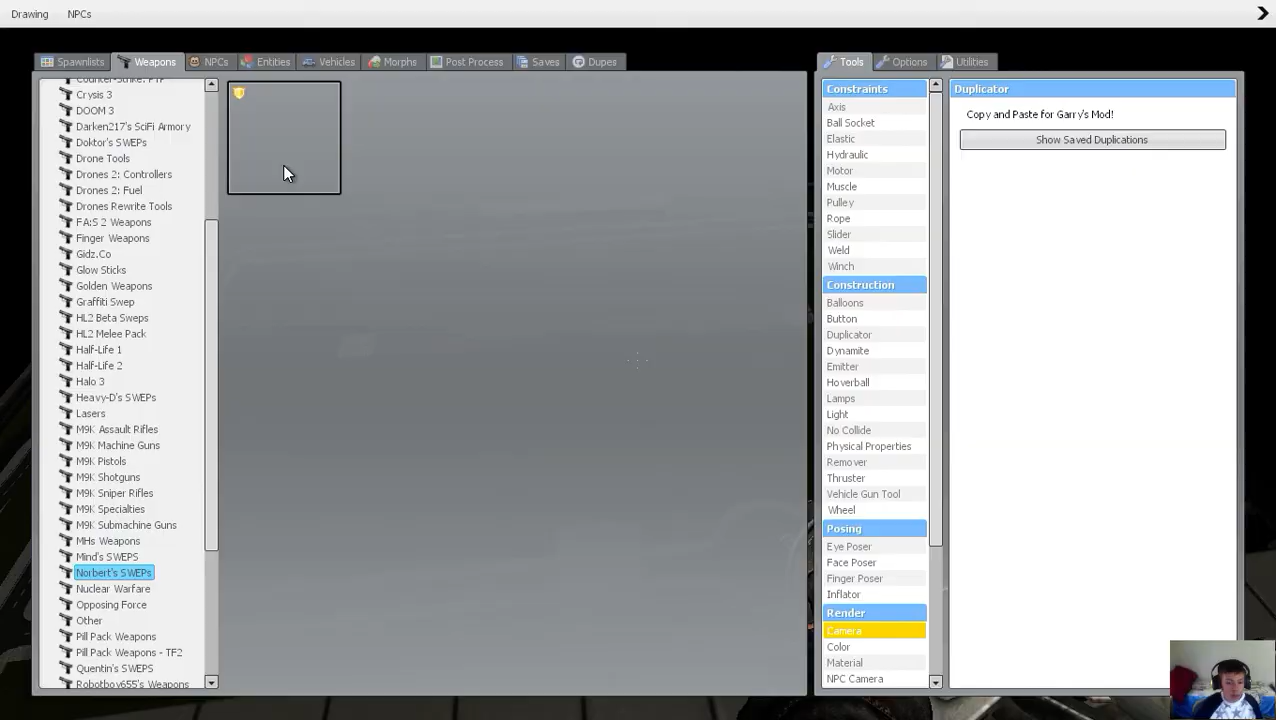 Drawing NPCs
Spawnlists Weapons NPCs Entities Vehicles Morphs Post Process Saves Dupes
Crysis 3
DOOM 3
Darken217's SciFi Armory
Doktor's SWEPs
Drone Tools
Drones 2: Controllers
Drones 2: Fuel
Drones Rewrite Tools
FA:S 2 Weapons
Finger Weapons
Gidz.Co
Glow Sticks
Golden Weapons
Graffiti Swep
HL2 Beta Sweps
HL2 Melee Pack
Half-Life 1
Half-Life 2
Halo 3
Heavy-D's SWEPs
Lasers
M9K Assault Rifles
M9K Machine Guns
M9K Pistols
M9K Shotguns
M9K Sniper Rifles
M9K Specialties
M9K Submachine Guns
MHs Weapons
Mind's SWEPS
Norbert's SWEPs
Nuclear Warfare
Opposing Force
Other
Pill Pack Weapons
Pill Pack Weapons - TF2
Quentin's SWEPs
Robotboy655's Weapons
Tools Options Utilities
Constraints
Axis
Ball Socket
Elastic
Hydraulic
Motor
Muscle
Pulley
Rope
Slider
Weld
Winch
Construction
Balloons
Button
Duplicator
Dynamite
Emitter
Hoverball
Lamps
Light
No Collide
Physical Properties
Remover
Thruster
Vehicle Gun Tool
Wheel
Posing
Eye Poser
Face Poser
Finger Poser
Inflator
Render
Camera
Color
Material
NPC Camera
Duplicator
Copy and Paste for Garry's Mod!
Show Saved Duplications